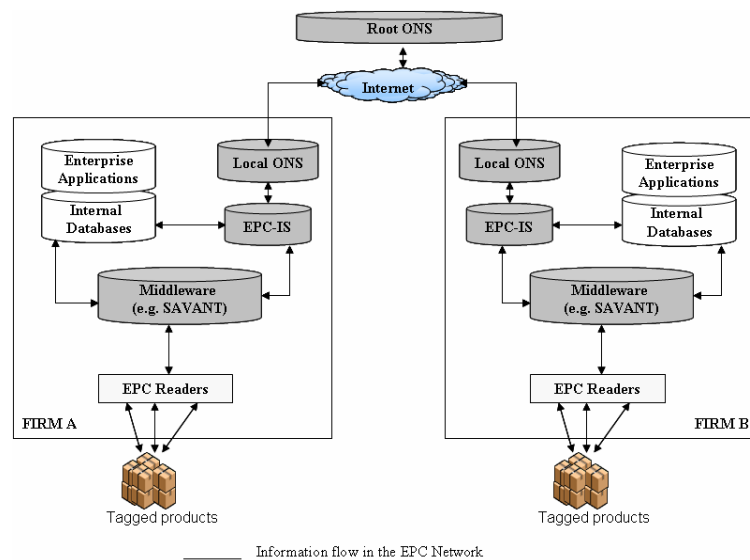 Root ONS
Internet
Enterprise
Applications
Internal
Databases
Local ONS
EPC-IS
Middleware
(e.g. SAVANT)
EPC Readers
FIRM A
Tagged products
Local ONS
EPC-IS
Enterprise
Applications
Internal
Databases
Middleware
(e.g. SAVANT)
EPC Readers
FIRM B
Tagged products
Information flow in the EPC Network